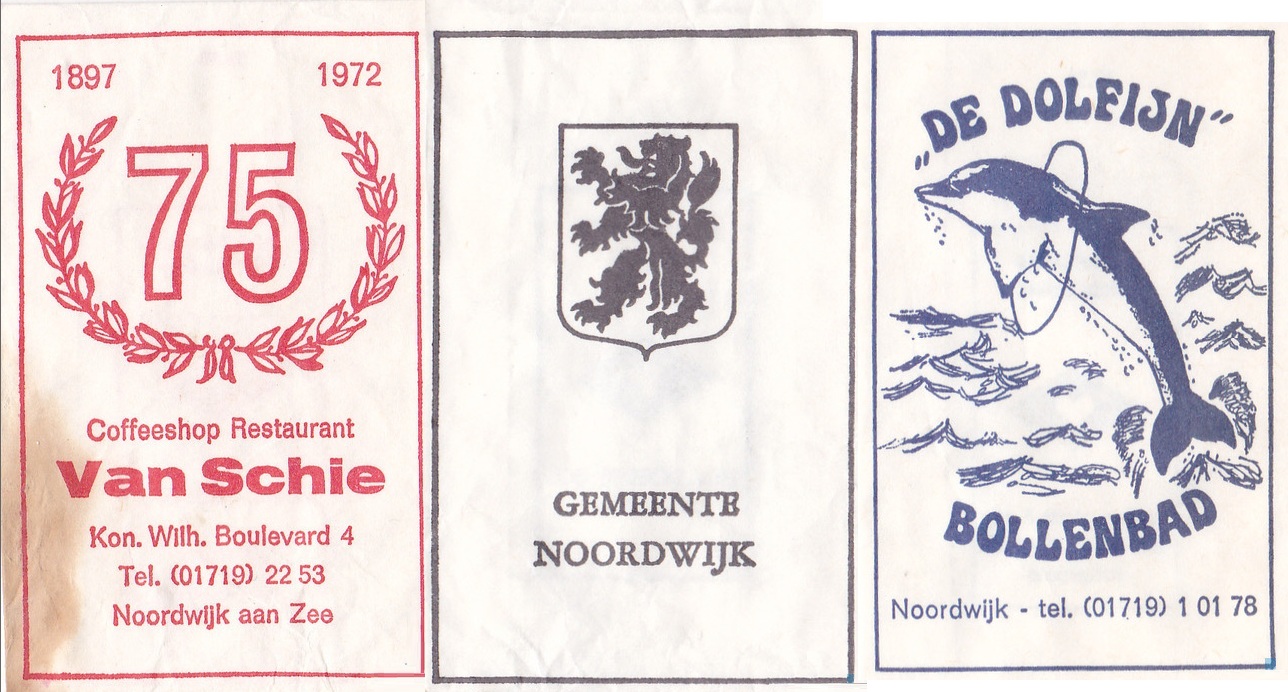 1897 1972
75
Coffeeshop Restaurant
Van Schie
Kon. Wilh. Boulevard 4
Tel. (01719) 22 53
Noordwijk aan Zee
GEMEENTE
NOORDWIJK
„DE DOLFIJN”
BOLLENBAD
Noordwijk - tel. (01719) 1 01 78